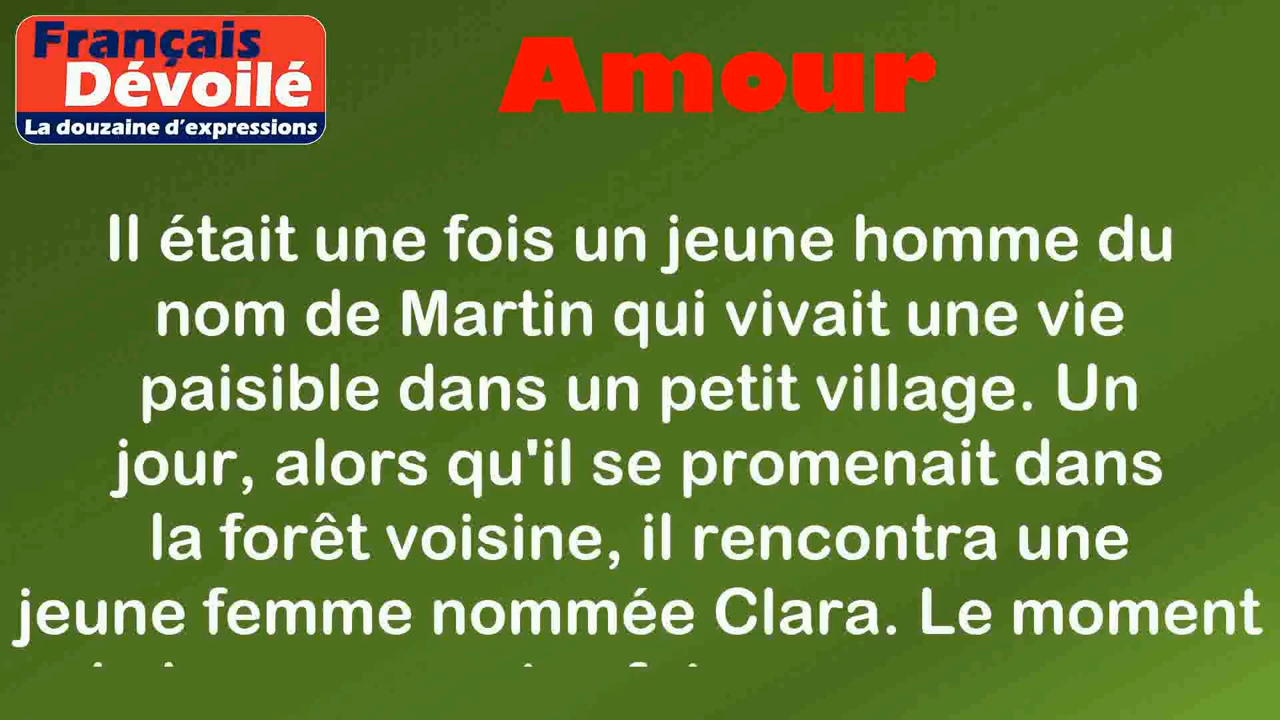 Français
Dévoilé
La douzaine d'expressions
Amour
Il était une fois un jeune homme du
nom de Martin qui vivait une vie
paisible dans un petit village. Un
jour, alors qu'il se promenait dans
la forêt voisine, il rencontra une
jeune femme nommée Clara. Le moment